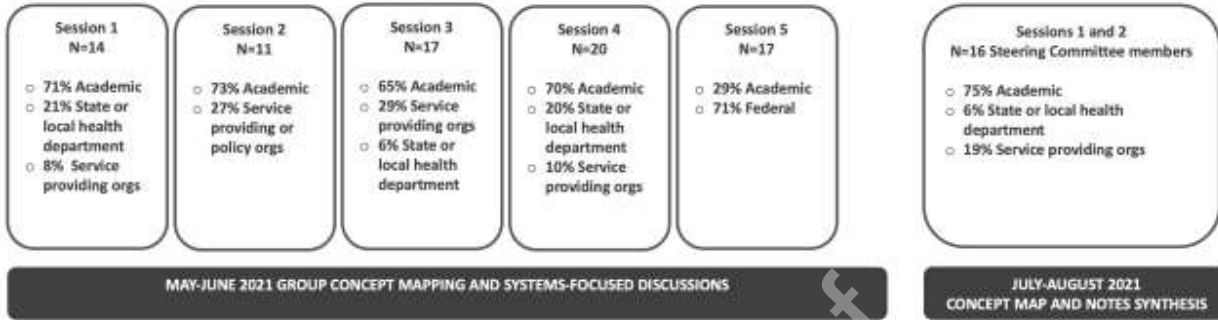 Session 1
N=14
○ 71% Academic
○ 21% State or
local health
department
○ 8% Service
providing orgs
Session 2
N=11
○ 73% Academic
○ 27% Service
providing or
policy orgs
Session 3
N=17
○ 65% Academic
○ 29% Service
providing orgs
○ 6% State or
local health
department
Session 4
N=20
○ 70% Academic
○ 20% State or
local health
department
○ 10% Service
providing orgs
Session 5
N=17
○ 29% Academic
○ 71% Federal
Sessions 1 and 2
N=16 Steering Committee members
○ 75% Academic
○ 6% State or local health
department
○ 19% Service providing orgs
MAY-JUNE 2021 GROUP CONCEPT MAPPING AND SYSTEMS-FOCUSED DISCUSSIONS
JULY-AUGUST 2021
CONCEPT MAP AND NOTES SYNTHESIS
f